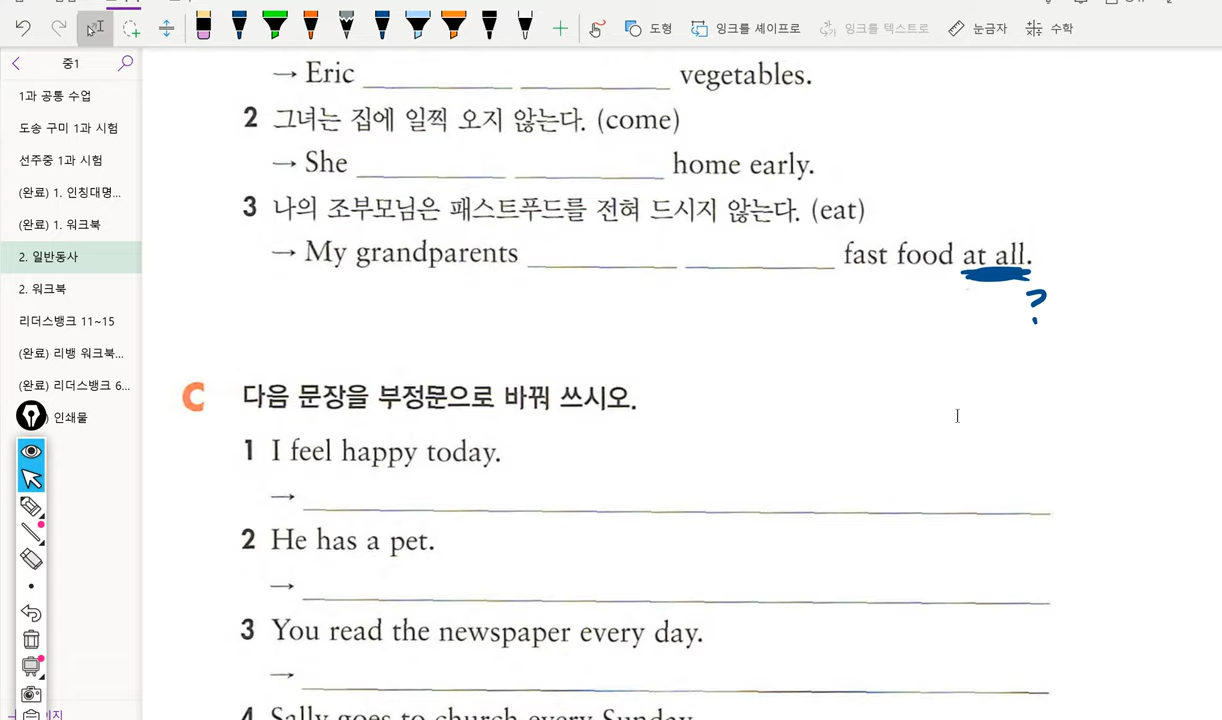 도형
잉크를 셰이프로
잉크를 텍스트로
눈금자
수학
중1
1과 공통 수업
도송 구미 1과 시험
선주중 1과 시험
(완료) 1. 인칭대명...
(완료) 1. 워크북
2. 일반동사
2. 워크북
리더스뱅크 11~15
(완료) 리뱅 워크북...
(완료) 리더스뱅크 6...
) 인쇄물
→ Eric vegetables.
2 그녀는 집에 일찍 오지 않는다. (come)
→ She home early.
3 나의 조부모님은 패스트푸드를 전혀 드시지 않는다. (eat)
→ My grandparents fast food at all.
?
C 다음 문장을 부정문으로 바꿔 쓰시오.
1 I feel happy today.
→
2 He has a pet.
→
3 You read the newspaper every day.
→
4 Sally goes to church every Sunday.